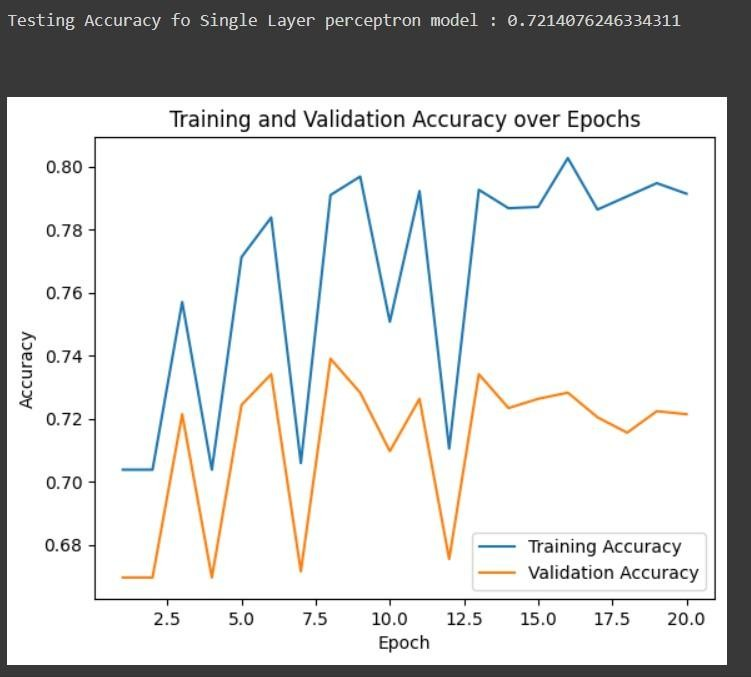 Testing Accuracy fo Single Layer perceptron model : 0.7214076246334311
Training and Validation Accuracy over Epochs
0.80
0.78
0.76
0.74
0.72
0.70
0.68
Accuracy
Training Accuracy
Validation Accuracy
2.5 5.0 7.5 10.0 12.5 15.0 17.5 20.0
Epoch